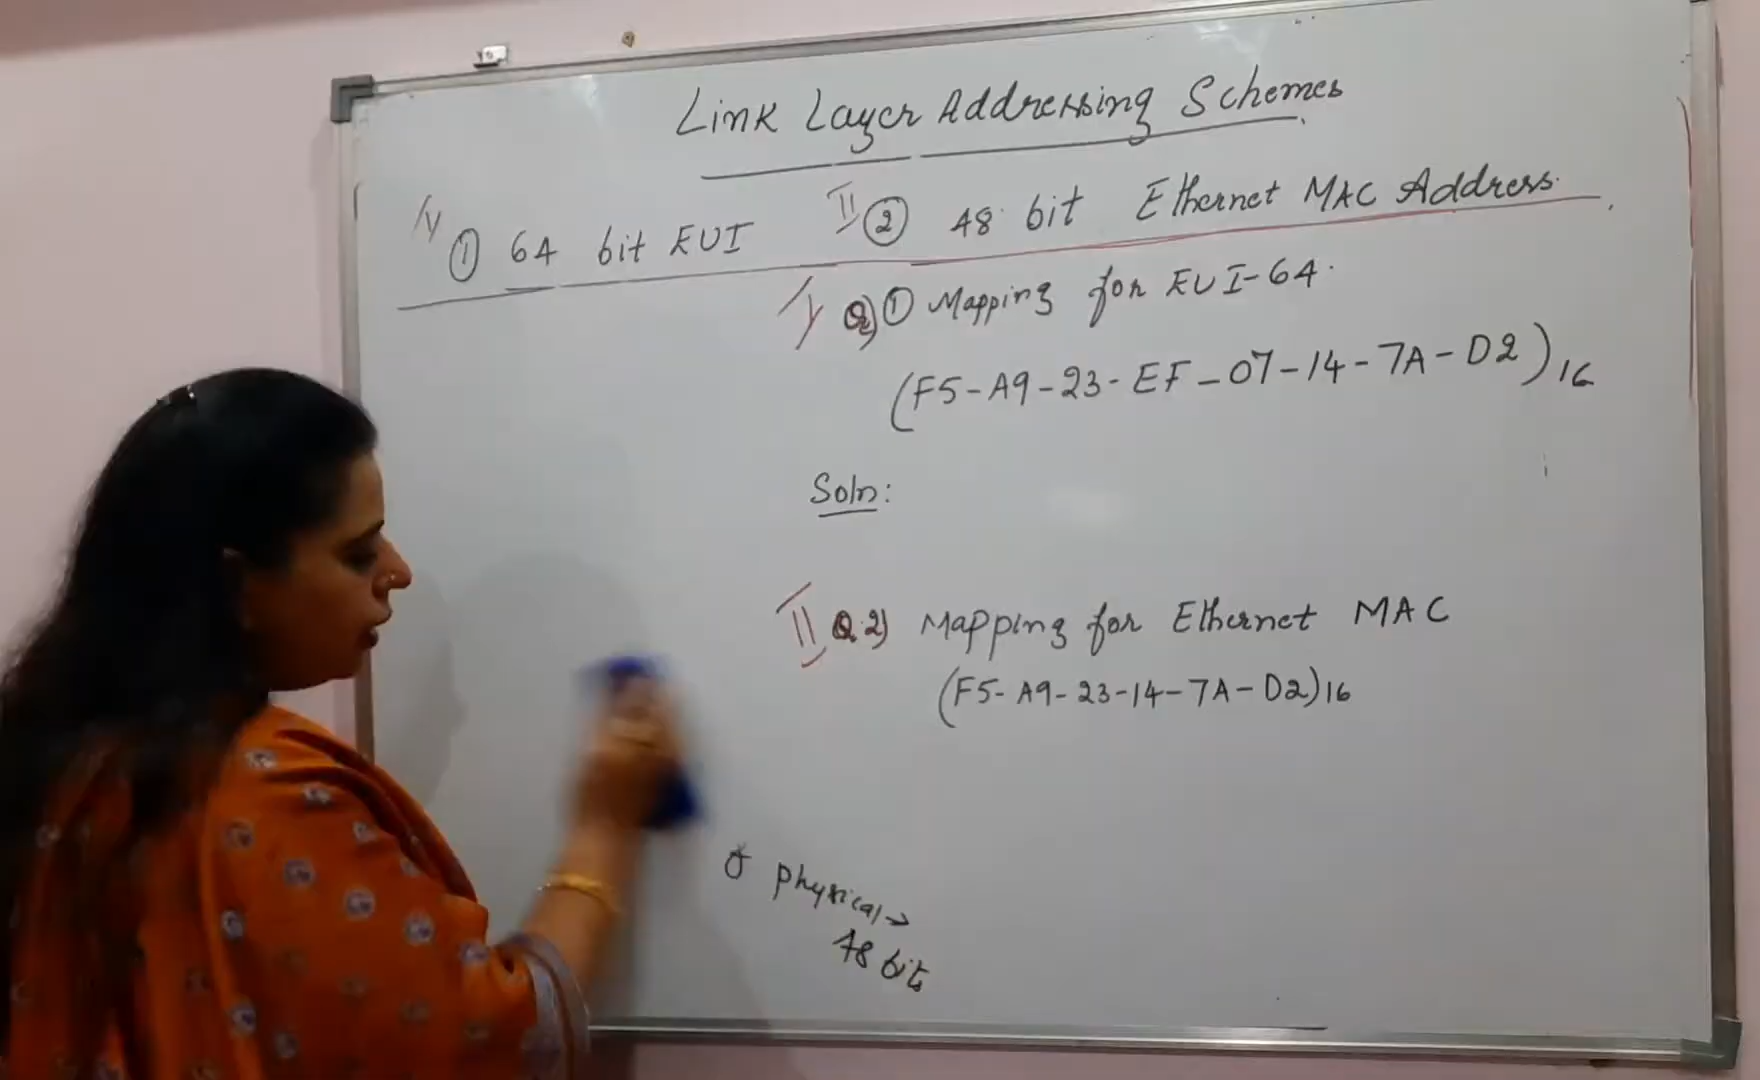 Link Layer Addressing Schemes
I ① 64 bit EUI II ② 48 bit Ethernet MAC Address.
I Q) ① Mapping for EUI-64.
(F5-A9-23-EF-07-14-7A-D2)16
Soln:
II Q.2) Mapping for Ethernet MAC
(F5-A9-23-14-7A-D2)16
physical→
48 bits